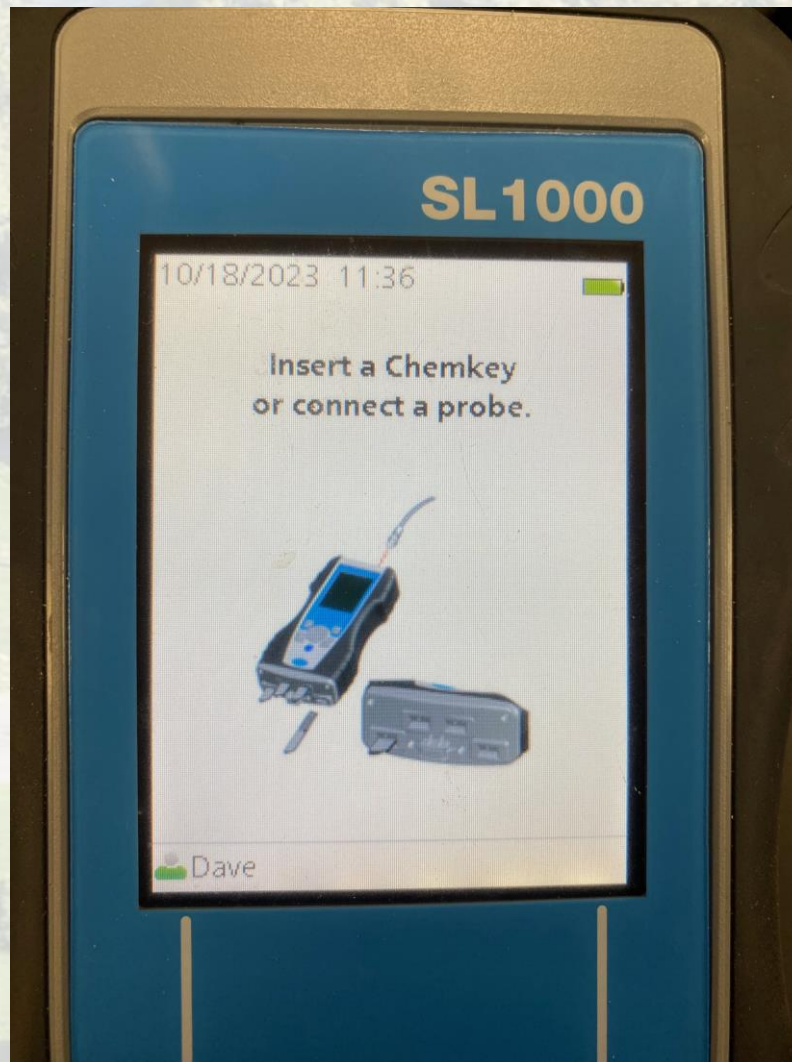 SL1000
10/18/2023 11:36
Insert a Chemkey
or connect a probe.
Dave